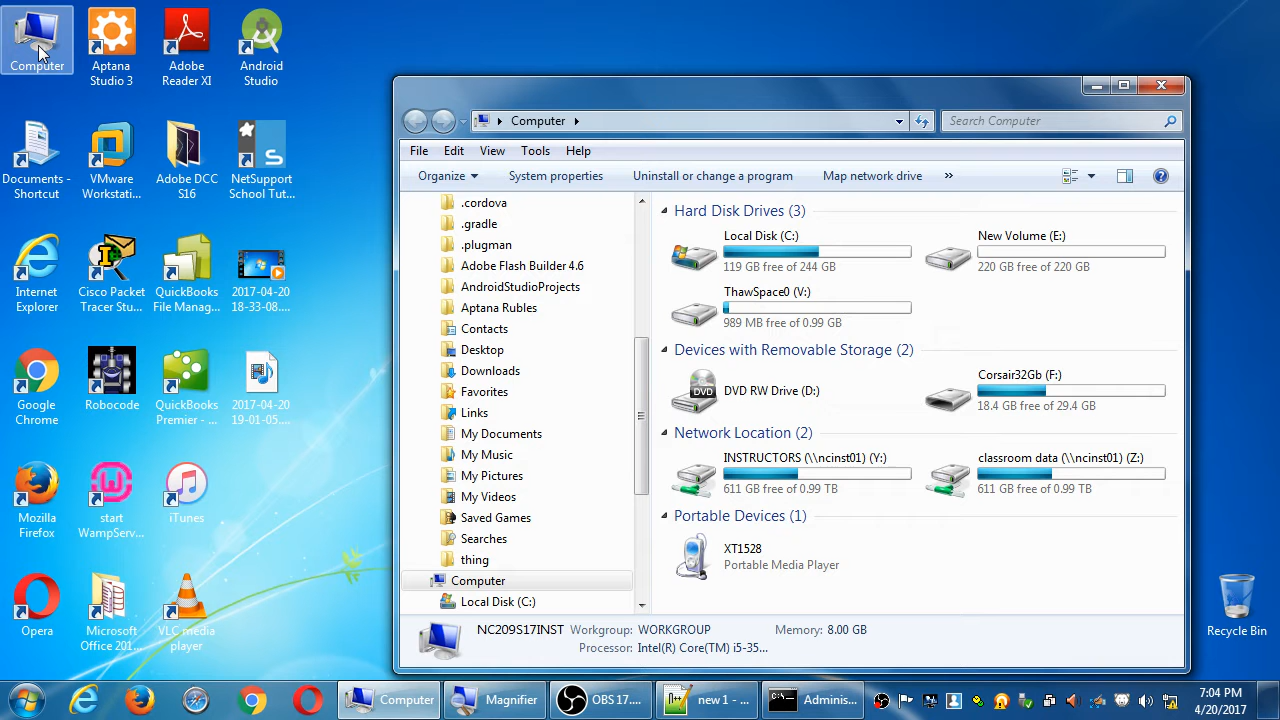 Computer
Aptana
Studio 3
Adobe
Reader XI
Android
Studio
Documents -
Shortcut
VMware
Workstati...
Adobe DCC
S16
NetSupport
School Tut...
Internet
Explorer
Cisco Packet
Tracer Stu...
QuickBooks
File Manag...
2017-04-20
18-33-08....
Google
Chrome
Robocode
QuickBooks
Premier - ...
2017-04-20
19-01-05....
Mozilla
Firefox
start
WampServ...
iTunes
Opera
Microsoft
Office 201...
VLC media
player
Computer
Search Computer
File Edit View Tools Help
Organize System properties Uninstall or change a program Map network drive »
.cordova
.gradle
.plugman
Adobe Flash Builder 4.6
AndroidStudioProjects
Aptana Rubles
Contacts
Desktop
Downloads
Favorites
Links
My Documents
My Music
My Pictures
My Videos
Saved Games
Searches
thing
Computer
Local Disk (C:)
Hard Disk Drives (3)
Local Disk (C:)
119 GB free of 244 GB
New Volume (E:)
220 GB free of 220 GB
ThawSpace0 (V:)
989 MB free of 0.99 GB
Devices with Removable Storage (2)
DVD RW Drive (D:)
DVD
Corsair32Gb (F:)
18.4 GB free of 29.4 GB
Network Location (2)
INSTRUCTORS (\\ncinst01) (Y:)
611 GB free of 0.99 TB
classroom data (\\ncinst01) (Z:)
611 GB free of 0.99 TB
Portable Devices (1)
XT1528
Portable Media Player
NC209S17INST Workgroup: WORKGROUP Memory: 8.00 GB
Processor: Intel(R) Core(TM) i5-35...
Recycle Bin
Computer Magnifier OBS 17.... new 1 - ... Adminis...
7:04 PM
4/20/2017